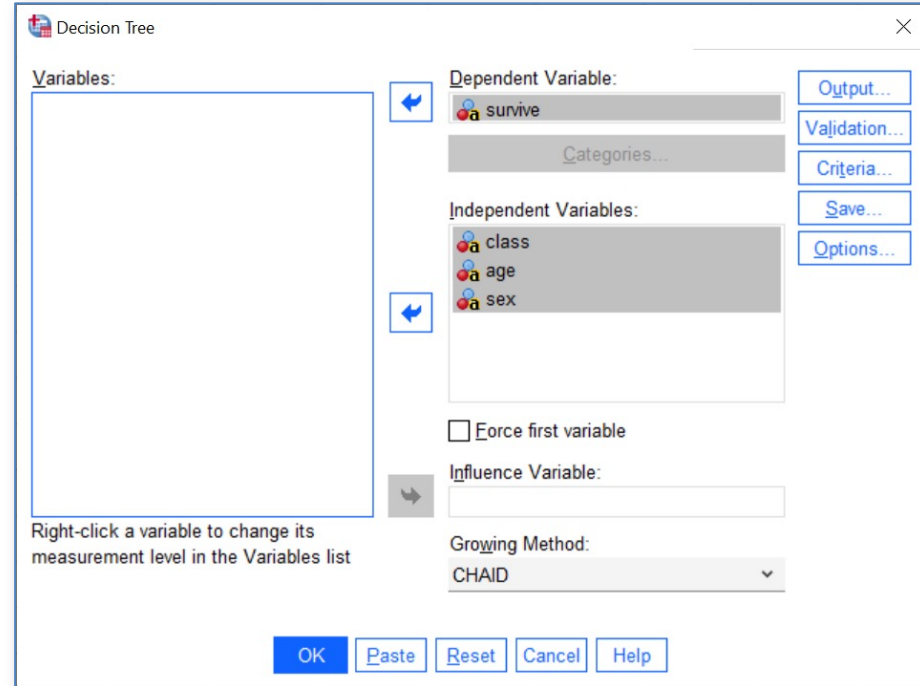 Decision Tree
Variables:
Dependent Variable:
survive
Categories...
Independent Variables:
class
age
sex
Force first variable
Influence Variable:
Growing Method:
CHAID
Output...
Validation...
Criteria...
Save...
Options...
Right-click a variable to change its
measurement level in the Variables list
OK
Paste
Reset
Cancel
Help